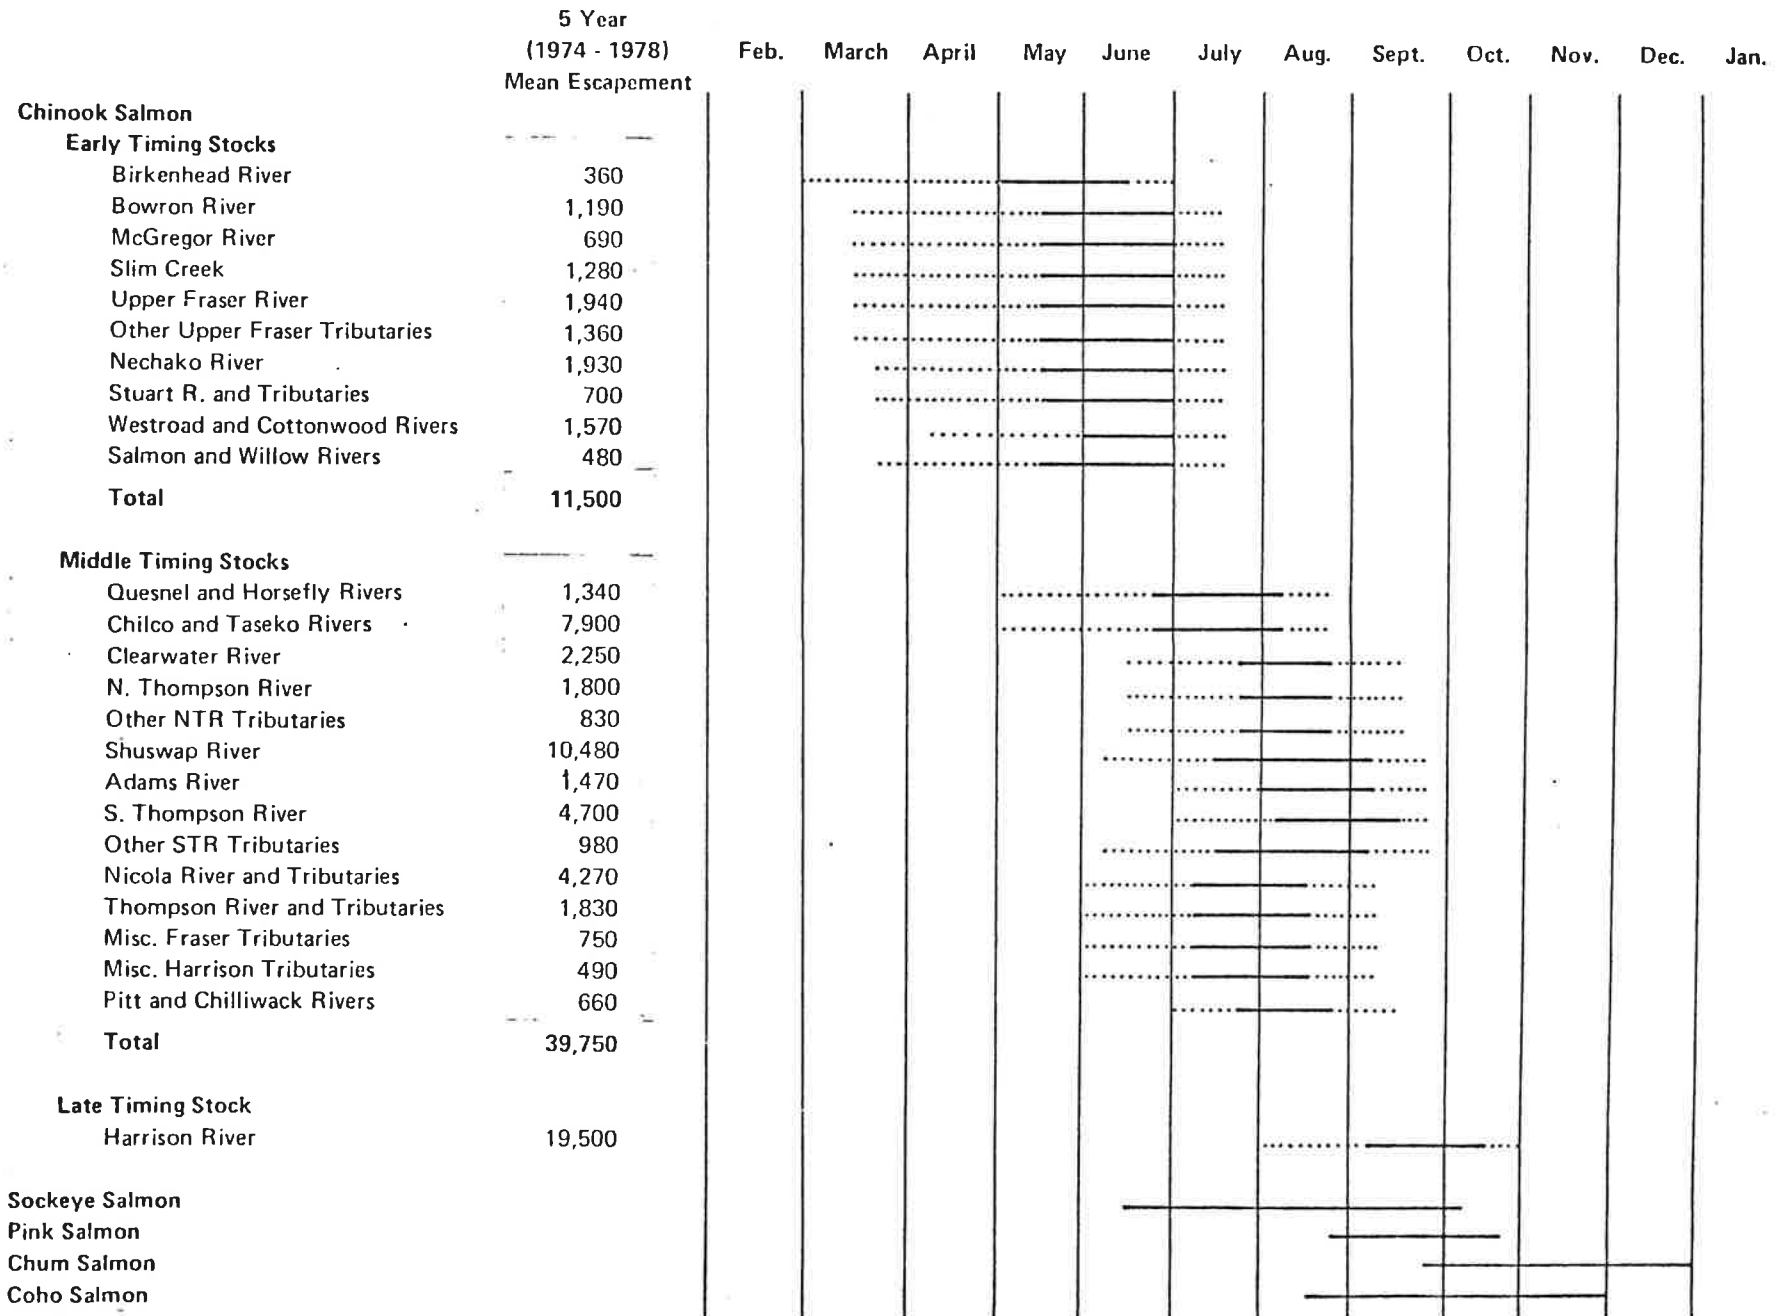 5 Year
(1974 - 1978) Feb. March April May June July Aug. Sept. Oct. Nov. Dec. Jan.
Mean Escapement
Chinook Salmon
Early Timing Stocks
Birkenhead River 360
Bowron River 1,190
McGregor River 690
Slim Creek 1,280
Upper Fraser River 1,940
Other Upper Fraser Tributaries 1,360
Nechako River 1,930
Stuart R. and Tributaries 700
Westroad and Cottonwood Rivers 1,570
Salmon and Willow Rivers 480
Total 11,500
Middle Timing Stocks
Quesnel and Horsefly Rivers 1,340
Chilco and Taseko Rivers 7,900
Clearwater River 2,250
N. Thompson River 1,800
Other NTR Tributaries 830
Shuswap River 10,480
Adams River 1,470
S. Thompson River 4,700
Other STR Tributaries 980
Nicola River and Tributaries 4,270
Thompson River and Tributaries 1,830
Misc. Fraser Tributaries 750
Misc. Harrison Tributaries 490
Pitt and Chilliwack Rivers 660
Total 39,750
Late Timing Stock
Harrison River 19,500
Sockeye Salmon
Pink Salmon
Chum Salmon
Coho Salmon